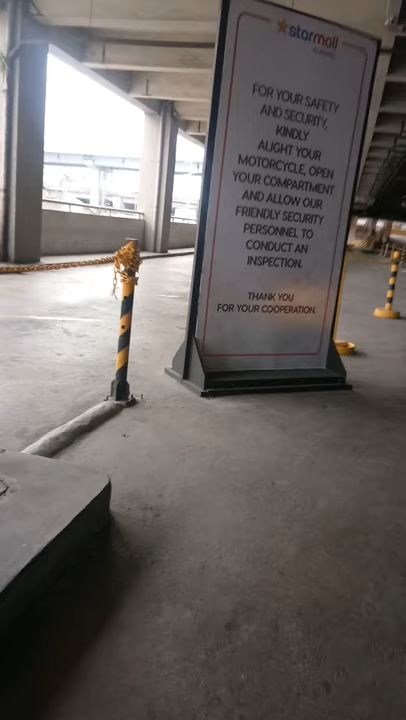 starmall
FOR YOUR SAFETY
AND SECURITY,
KINDLY
ALIGHT YOUR
MOTORCYCLE, OPEN
YOUR COMPARTMENT
AND ALLOW OUR
FRIENDLY SECURITY
PERSONNEL TO
CONDUCT AN
INSPECTION.
THANK YOU
FOR YOUR COOPERATION.